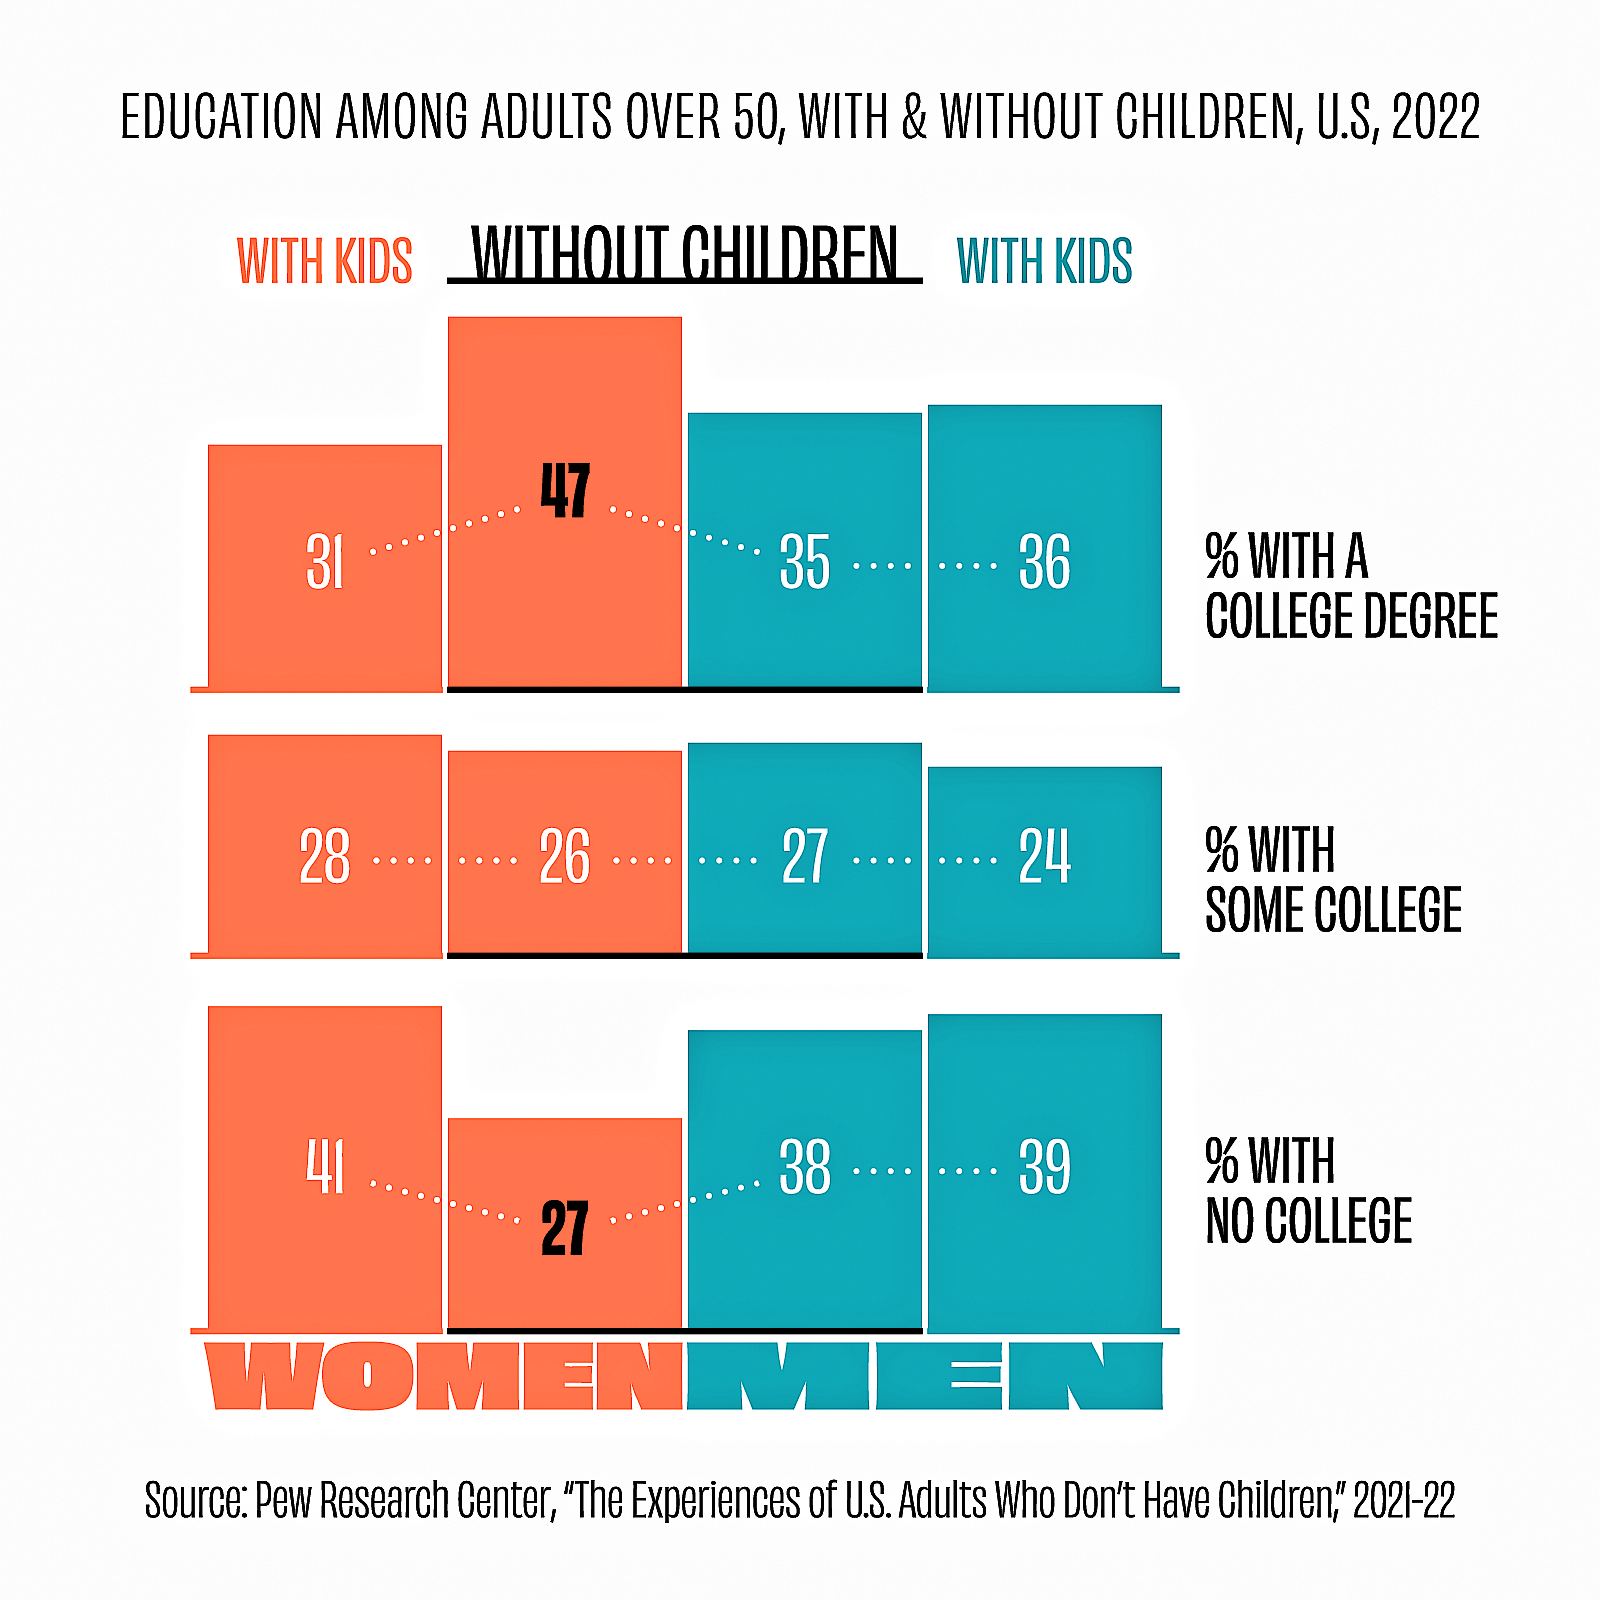 EDUCATION AMONG ADULTS OVER 50, WITH & WITHOUT CHILDREN, U.S, 2022
WITH KIDS WITHOUT CHILDREN WITH KIDS
31 47 35 36
% WITH A
COLLEGE DEGREE
28 26 27 24
% WITH
SOME COLLEGE
41 27 38 39
% WITH
NO COLLEGE
WOMEN MEN
Source: Pew Research Center, “The Experiences of U.S. Adults Who Don’t Have Children,” 2021-22